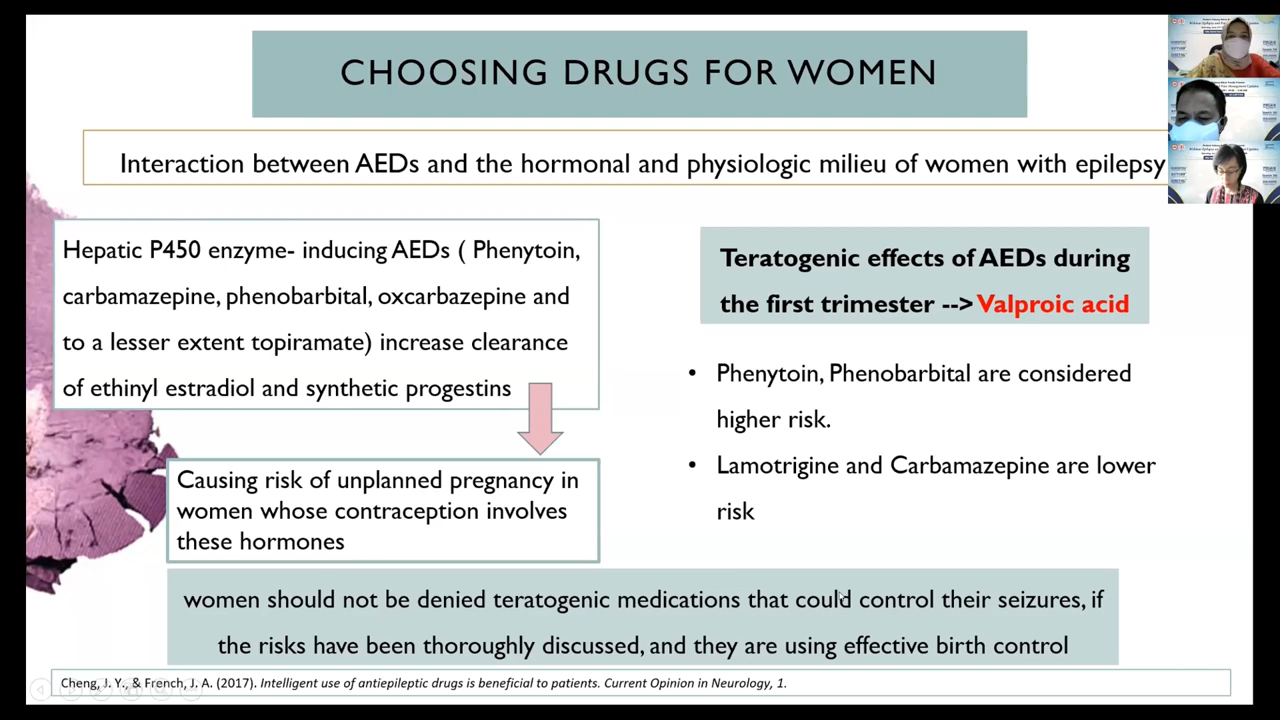 CHOOSING DRUGS FOR WOMEN
Interaction between AEDs and the hormonal and physiologic milieu of women with epilepsy
Hepatic P450 enzyme- inducing AEDs ( Phenytoin,
carbamazepine, phenobarbital, oxcarbazepine and
to a lesser extent topiramate) increase clearance
of ethinyl estradiol and synthetic progestins
Causing risk of unplanned pregnancy in
women whose contraception involves
these hormones
Teratogenic effects of AEDs during
the first trimester --> Valproic acid
• Phenytoin, Phenobarbital are considered
higher risk.
• Lamotrigine and Carbamazepine are lower
risk
women should not be denied teratogenic medications that could control their seizures, if
the risks have been thoroughly discussed, and they are using effective birth control
Cheng, J. Y., & French, J. A. (2017). Intelligent use of antiepileptic drugs is beneficial to patients. Current Opinion in Neurology, 1.